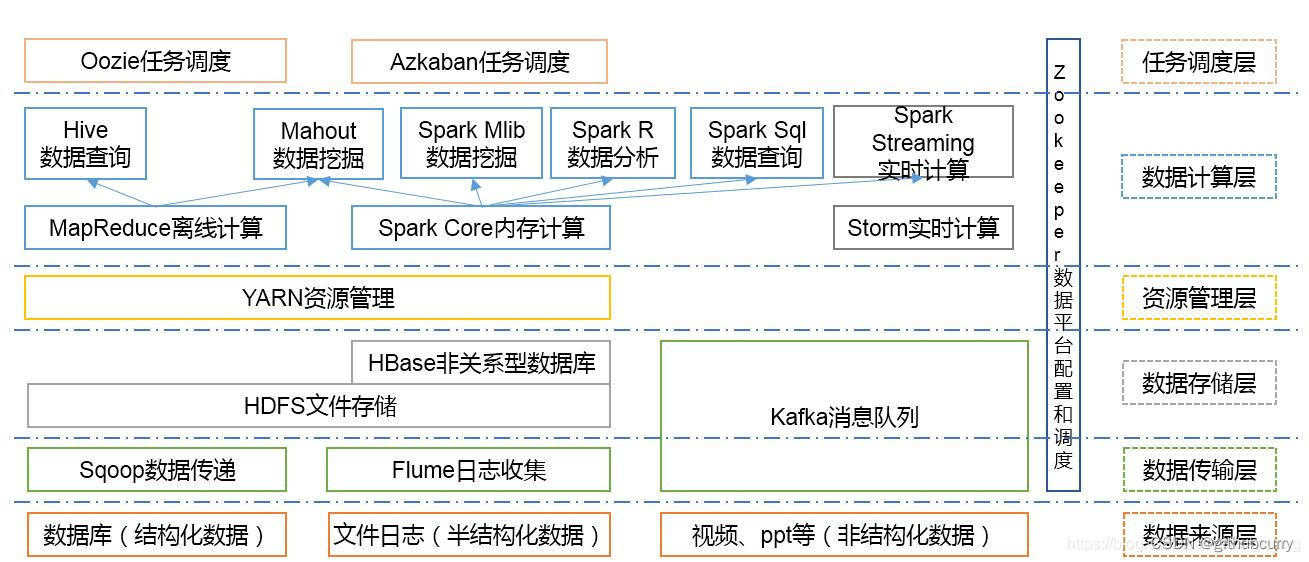 Oozie任务调度
Azkaban任务调度
任务调度层
Hive
数据查询
Mahout
数据挖掘
Spark Mlib
数据挖掘
Spark R
数据分析
Spark Sql
数据查询
Spark
Streaming
实时计算
数据计算层
MapReduce离线计算
Spark Core内存计算
Storm实时计算
YARN资源管理
资源管理层
HBase非关系型数据库
HDFS文件存储
Kafka消息队列
数据存储层
Sqoop数据传递
Flume日志收集
数据传输层
Zookeeper数据平台配置和调度
数据库（结构化数据）
文件日志（半结构化数据）
视频、ppt等（非结构化数据）
数据来源层
CSDN @githubcurry